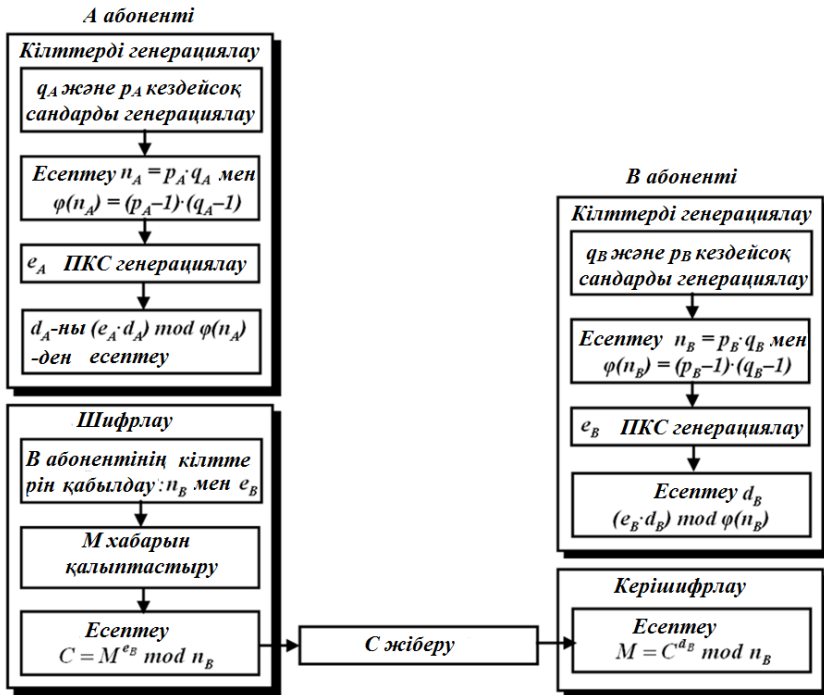 А абоненті
Кілттерді генерациялау
qA және pA кездейсоқ
сандарды генерациялау
Есептеу nA = pA·qA мен
φ(nA) = (pA–1)·(qA–1)
eA ПКС генерациялау
dA-ны (eA·dA) mod φ(nA)
-ден есептеу
Шифрлау
В абонентінің кілтте
рін қабылдау: nB мен eB
М хабарын
қалыптастыру
Есептеу
C = M^eB mod nB
С жіберу
В абоненті
Кілттерді генерациялау
qB және pB кездейсоқ
сандарды генерациялау
Есептеу nB = pB·qB мен
φ(nB) = (pB–1)·(qB–1)
eB ПКС генерациялау
Есептеу dB
(eB·dB) mod φ(nB)
Керішифрлау
Есептеу
M = C^dB mod nB